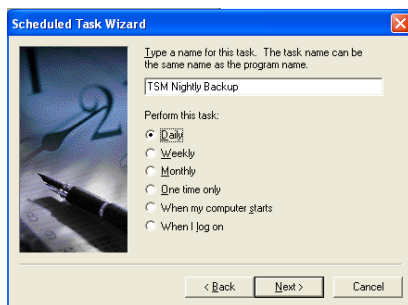 Scheduled Task Wizard
Type a name for this task. The task name can be
the same name as the program name.
TSM Nightly Backup
Perform this task:
Daily
Weekly
Monthly
One time only
When my computer starts
When I log on
< Back
Next >
Cancel